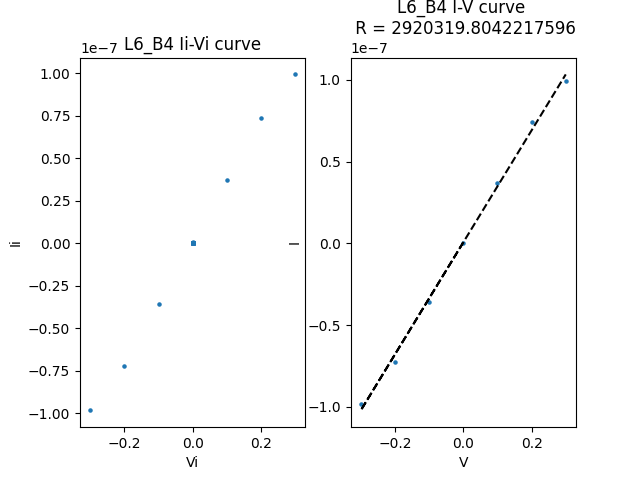 L6_B4 Ii-Vi curve
1e−7
1.00
0.75
0.50
0.25
0.00
−0.25
−0.50
−0.75
−1.00
Ii
−0.2
0.0
0.2
Vi
L6_B4 I-V curve
R = 2920319.8042217596
1e−7
1.0
0.5
0.0
−0.5
−1.0
I
−0.2
0.0
0.2
V